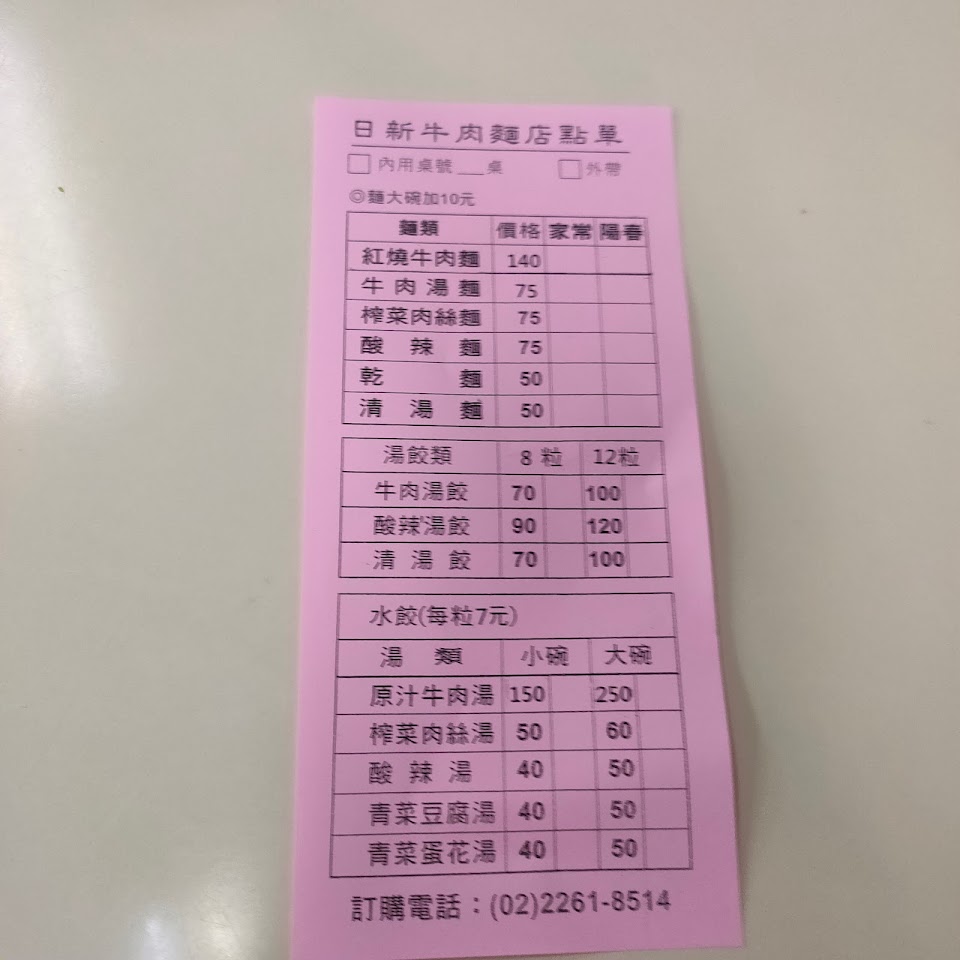 日新牛肉麵店點單
□ 內用桌號___桌 □ 外帶
◎麵大碗加10元
麵類 價格 家常 陽春
紅燒牛肉麵 140
牛肉湯麵 75
榨菜肉絲麵 75
酸辣麵 75
乾麵 50
清湯麵 50
湯餃類 8粒 12粒
牛肉湯餃 70 100
酸辣湯餃 90 120
清湯餃 70 100
水餃(每粒7元)
湯類 小碗 大碗
原汁牛肉湯 150 250
榨菜肉絲湯 50 60
酸辣湯 40 50
青菜豆腐湯 40 50
青菜蛋花湯 40 50
訂購電話：(02)2261-8514